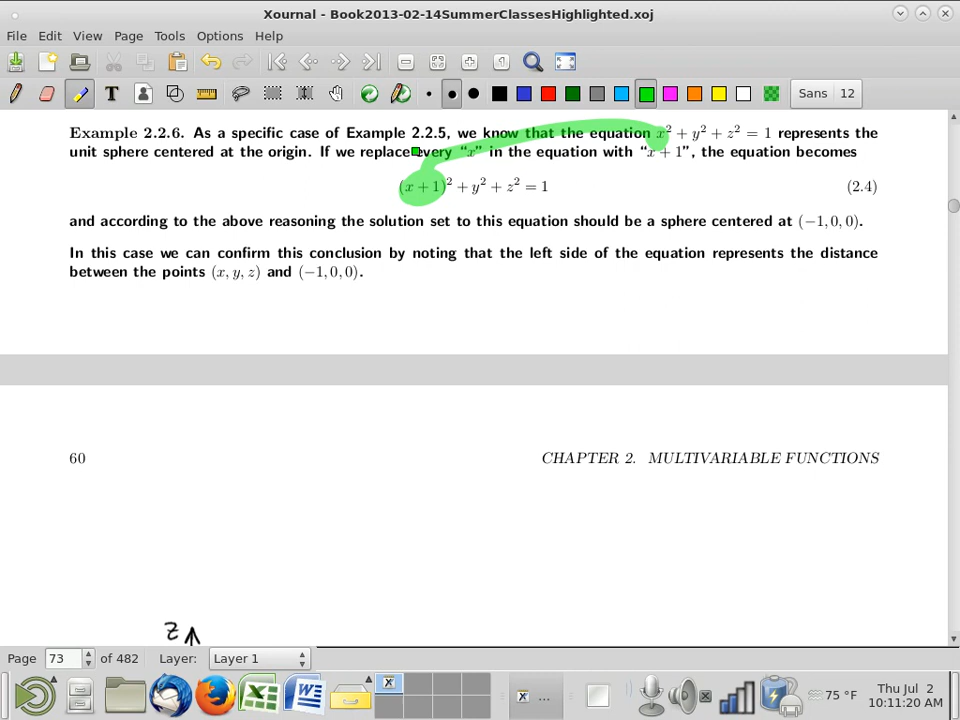 Xournal - Book2013-02-14SummerClassesHighlighted.xoj
File Edit View Page Tools Options Help
T Sans 12
Example 2.2.6. As a specific case of Example 2.2.5, we know that the equation x² + y² + z² = 1 represents the
unit sphere centered at the origin. If we replace every “x” in the equation with “x + 1”, the equation becomes
(x + 1)² + y² + z² = 1 (2.4)
and according to the above reasoning the solution set to this equation should be a sphere centered at (−1, 0, 0).
In this case we can confirm this conclusion by noting that the left side of the equation represents the distance
between the points (x, y, z) and (−1, 0, 0).
60 CHAPTER 2. MULTIVARIABLE FUNCTIONS
z
Page 73 of 482 Layer: Layer 1
... 75 °F Thu Jul 2
10:11:20 AM